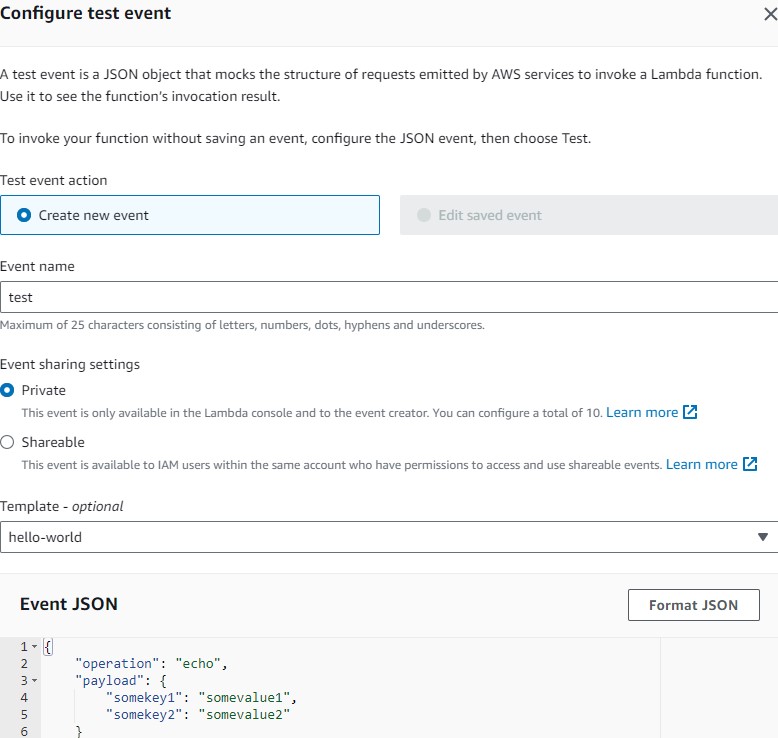 Configure test event
A test event is a JSON object that mocks the structure of requests emitted by AWS services to invoke a Lambda function.
Use it to see the function's invocation result.
To invoke your function without saving an event, configure the JSON event, then choose Test.
Test event action
Create new event
Edit saved event
Event name
test
Maximum of 25 characters consisting of letters, numbers, dots, hyphens and underscores.
Event sharing settings
Private
This event is only available in the Lambda console and to the event creator. You can configure a total of 10. Learn more
Shareable
This event is available to IAM users within the same account who have permissions to access and use shareable events. Learn more
Template - optional
hello-world
Event JSON
Format JSON
1 {
2 "operation": "echo",
3 "payload": {
4 "somekey1": "somevalue1",
5 "somekey2": "somevalue2"
6 }